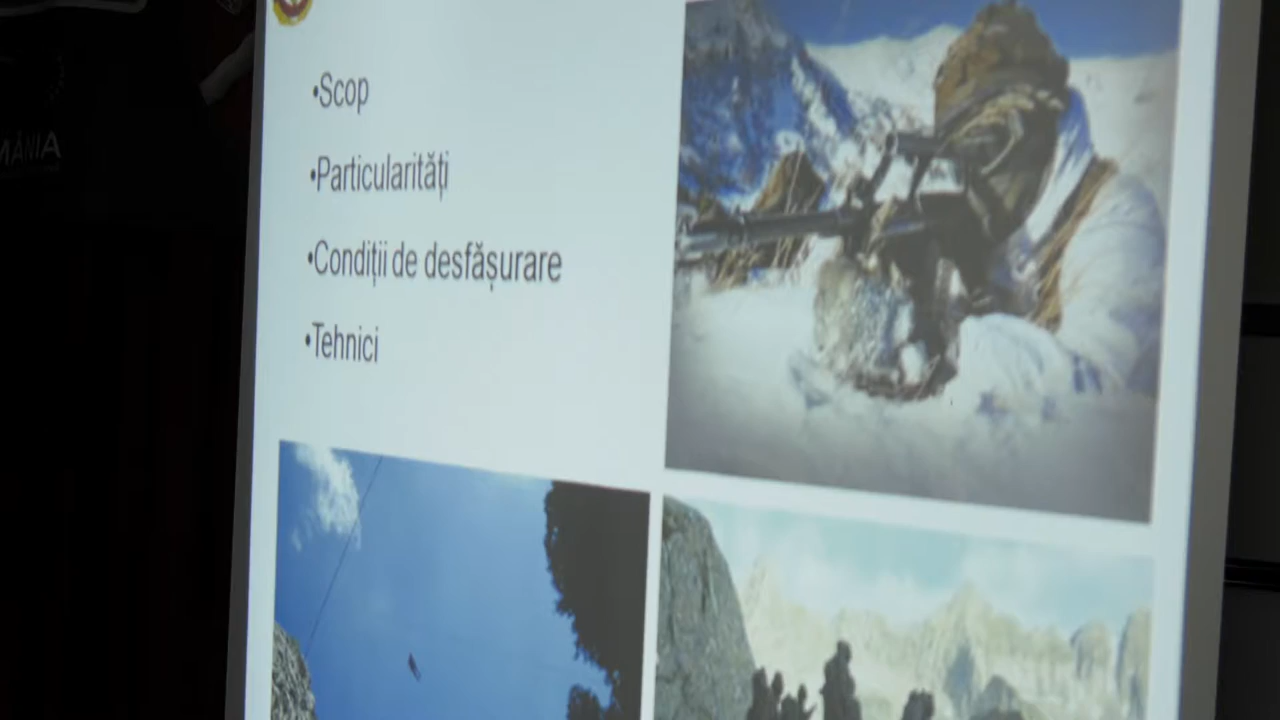 •Scop
•Particularități
•Condiții de desfășurare
•Tehnici
MÂNIA